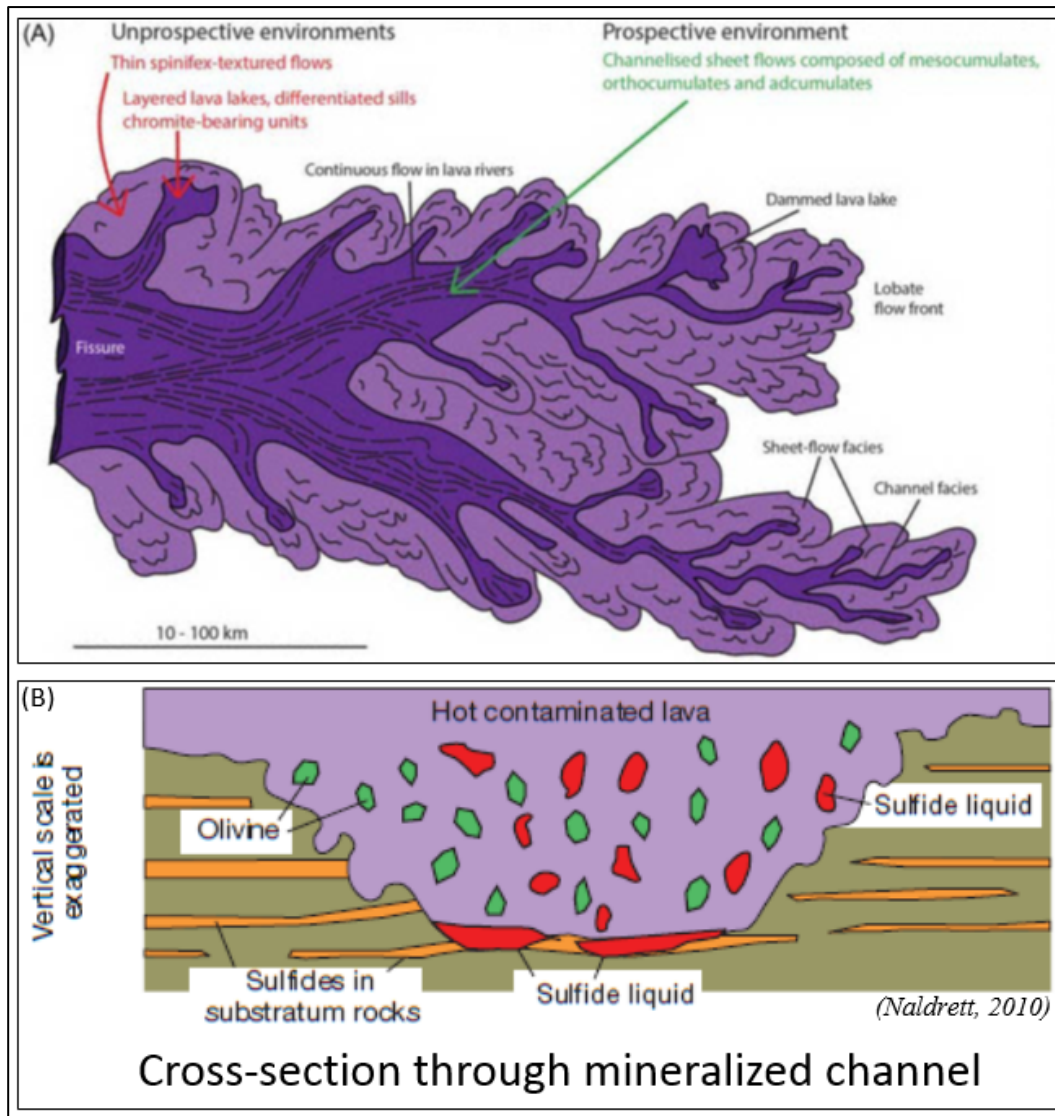 (A)
Unprospective environments
Thin spinifex-textured flows
Layered lava lakes, differentiated sills
chromite-bearing units
Prospective environment
Channelised sheet flows composed of mesocumulates,
orthocumulates and adcumulates
Continuous flow in lava rivers
Dammed lava lake
Lobate
flow front
Fissure
Sheet-flow facies
Channel facies
10 - 100 km
(B)
Vertical scale is
exaggerated
Hot contaminated lava
Olivine
Sulfide liquid
Sulfides in
substratum rocks
Sulfide liquid
(Naldrett, 2010)
Cross-section through mineralized channel